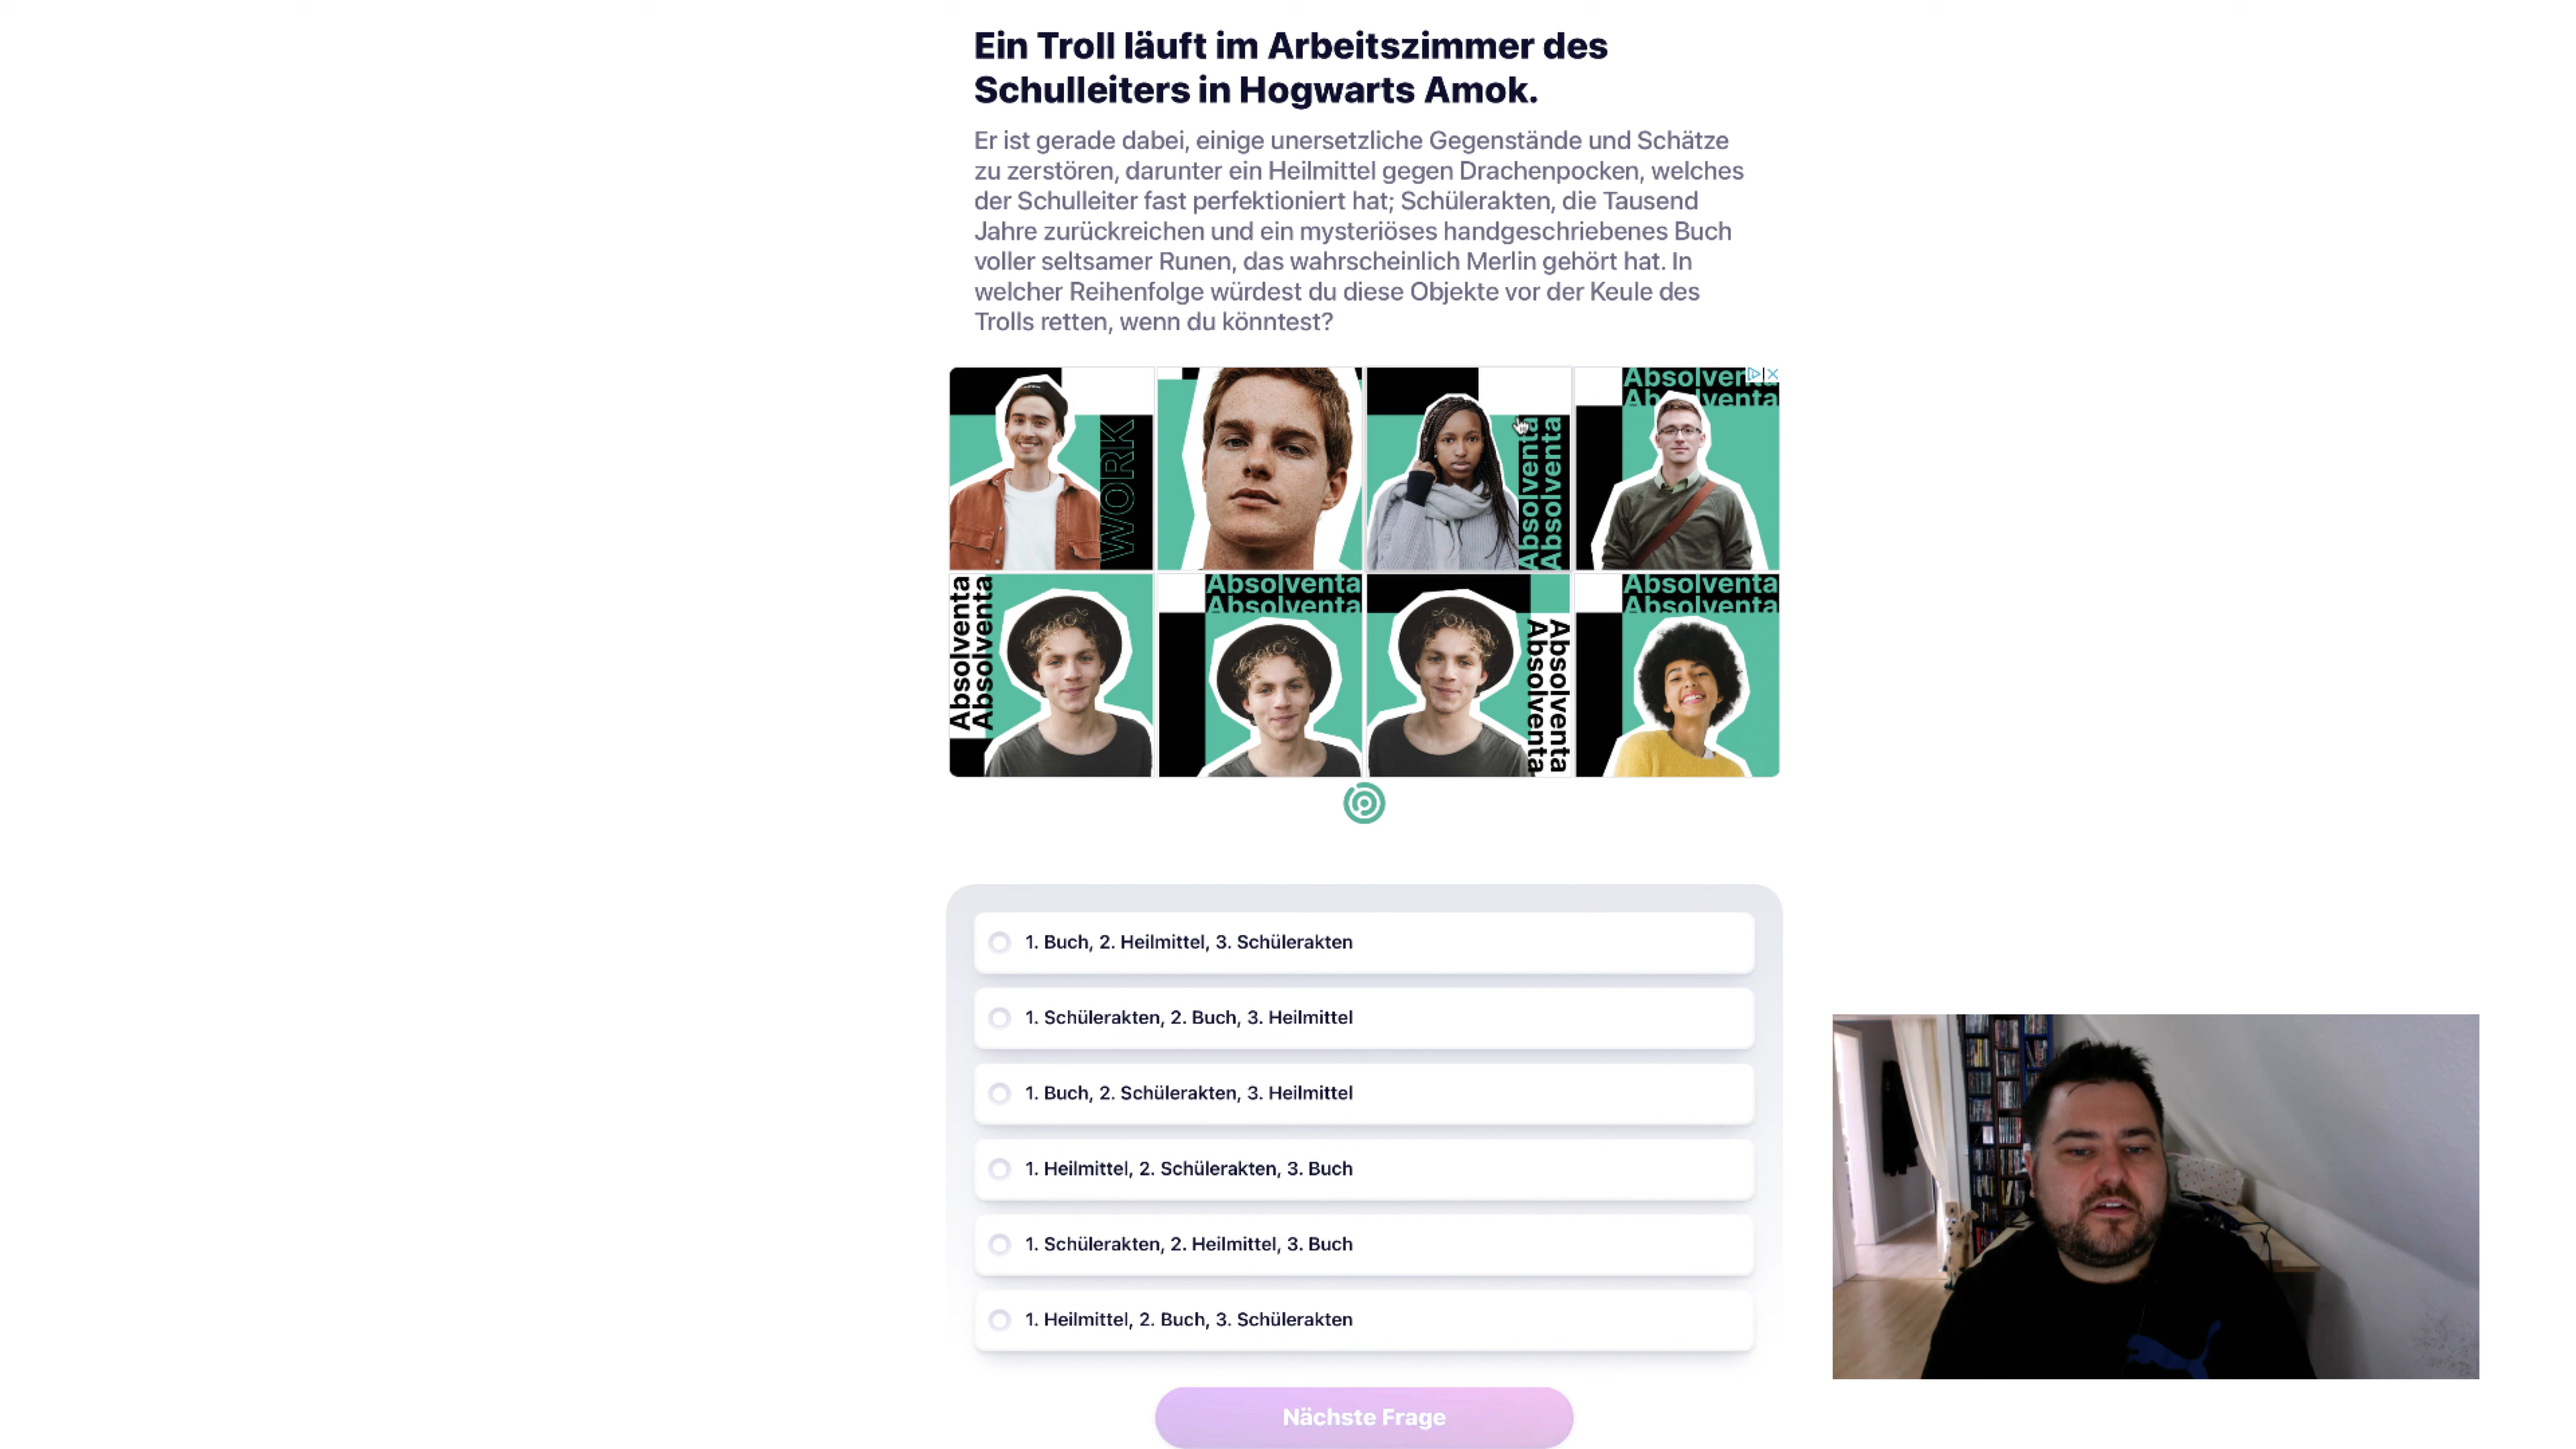 Ein Troll läuft im Arbeitszimmer des
Schulleiters in Hogwarts Amok.
Er ist gerade dabei, einige unersetzliche Gegenstände und Schätze
zu zerstören, darunter ein Heilmittel gegen Drachenpocken, welches
der Schulleiter fast perfektioniert hat; Schülerakten, die Tausend
Jahre zurückreichen und ein mysteriöses handgeschriebenes Buch
voller seltsamer Runen, das wahrscheinlich Merlin gehört hat. In
welcher Reihenfolge würdest du diese Objekte vor der Keule des
Trolls retten, wenn du könntest?
WORK
Absolventa
Absolventa
Absolventa
Absolventa
Absolventa
Absolventa
Absolventa
Absolventa
Absolventa
Absolventa
Absolventa
Absolventa
1. Buch, 2. Heilmittel, 3. Schülerakten
1. Schülerakten, 2. Buch, 3. Heilmittel
1. Buch, 2. Schülerakten, 3. Heilmittel
1. Heilmittel, 2. Schülerakten, 3. Buch
1. Schülerakten, 2. Heilmittel, 3. Buch
1. Heilmittel, 2. Buch, 3. Schülerakten
Nächste Frage